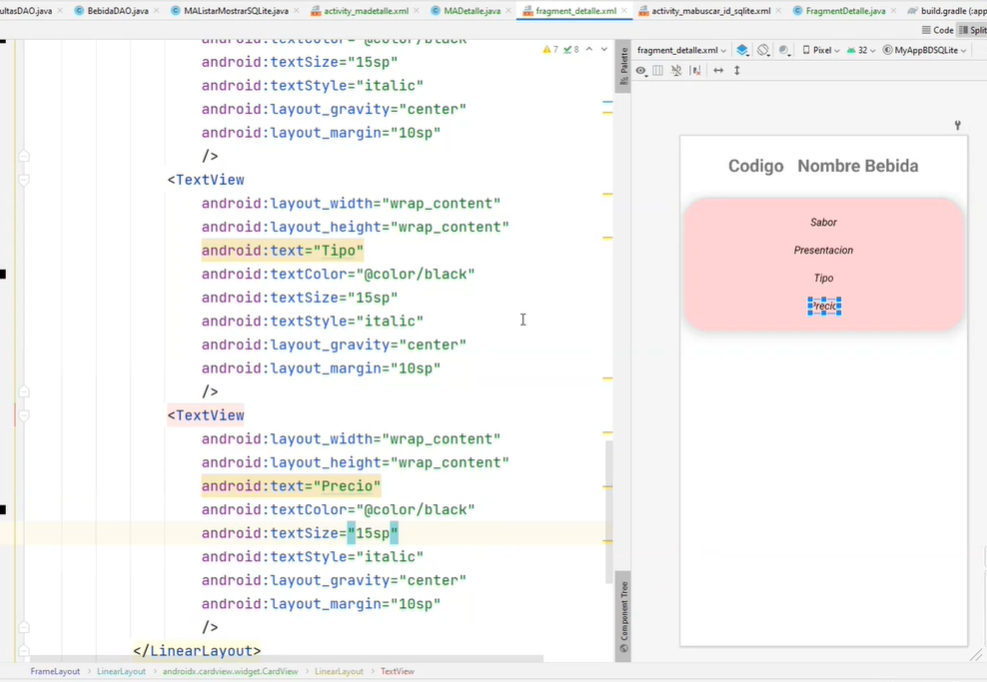 ultasDAO.java BebidaDAO.java MAListarMostrarSQLite.java activity_madetalle.xml MADetalle.java fragment_detalle.xml activity_mabuscar_id_sqlite.xml FragmentDetalle.java build.gradle (:app
Code Split
android:textColor="@color/black"
7 8
Palette
fragment_detalle.xml Pixel 32 MyAppBDSQLite
android:textSize="15sp"
android:textStyle="italic"
android:layout_gravity="center"
android:layout_margin="10sp"
/>
<TextView
android:layout_width="wrap_content"
android:layout_height="wrap_content"
android:text="Tipo"
android:textColor="@color/black"
android:textSize="15sp"
android:textStyle="italic"
android:layout_gravity="center"
android:layout_margin="10sp"
/>
<TextView
android:layout_width="wrap_content"
android:layout_height="wrap_content"
android:text="Precio"
android:textColor="@color/black"
android:textSize="15sp"
android:textStyle="italic"
android:layout_gravity="center"
android:layout_margin="10sp"
/>
</LinearLayout>
Codigo Nombre Bebida
Sabor
Presentacion
Tipo
Precio
Component Tree
FrameLayout LinearLayout androidx.cardview.widget.CardView LinearLayout TextView